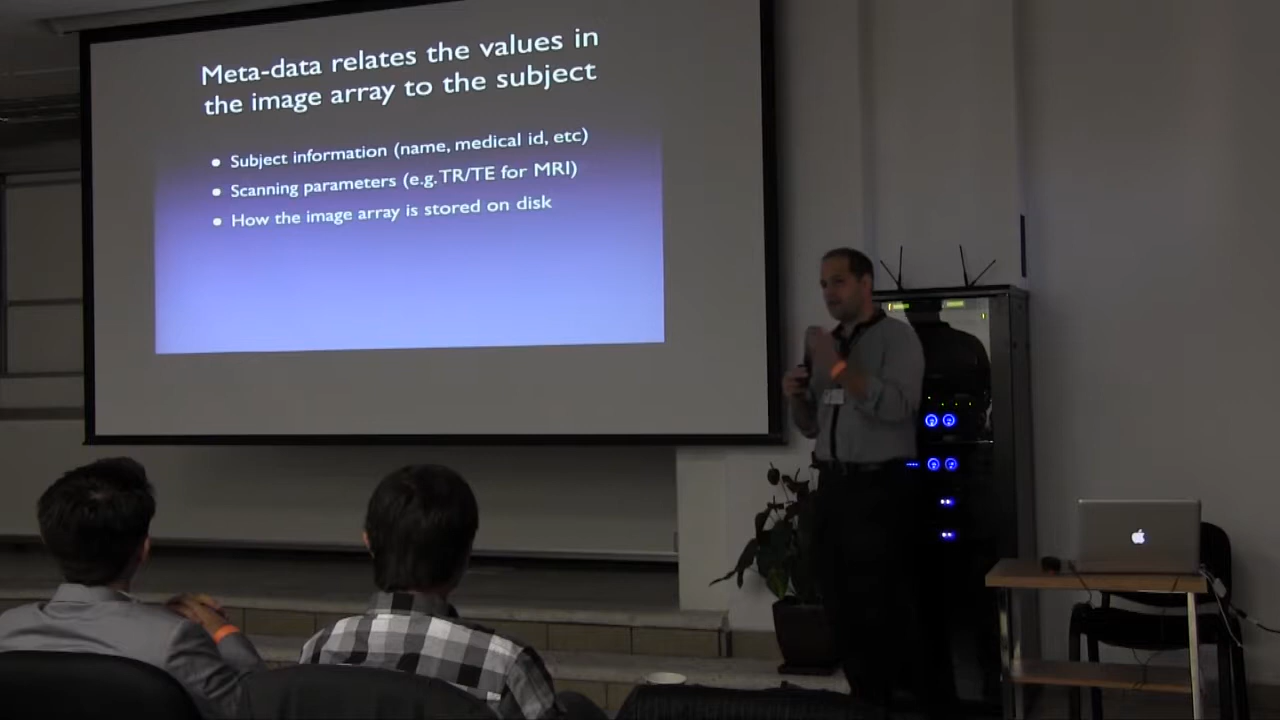 Meta-data relates the values in
the image array to the subject
• Subject information (name, medical id, etc)
• Scanning parameters (e.g. TR/TE for MRI)
• How the image array is stored on disk